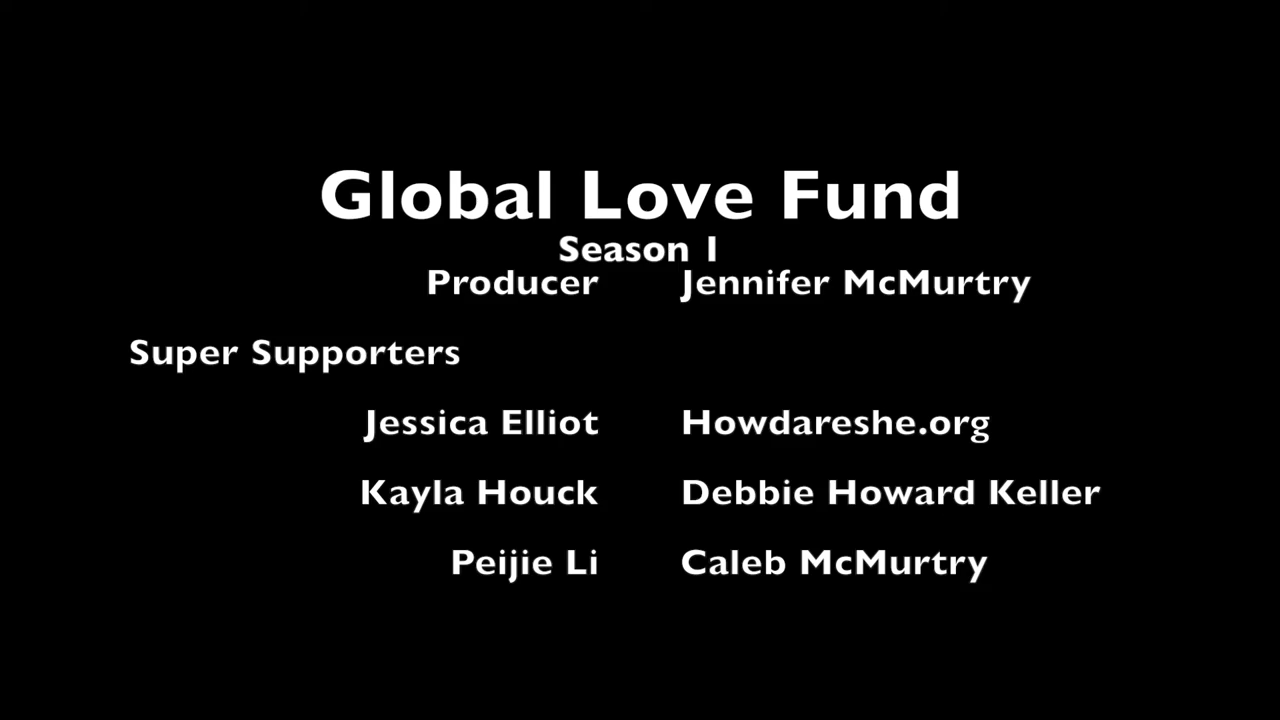 Global Love Fund
Season 1
Producer Jennifer McMurtry
Super Supporters
Jessica Elliot Howdareshe.org
Kayla Houck Debbie Howard Keller
Peijie Li Caleb McMurtry